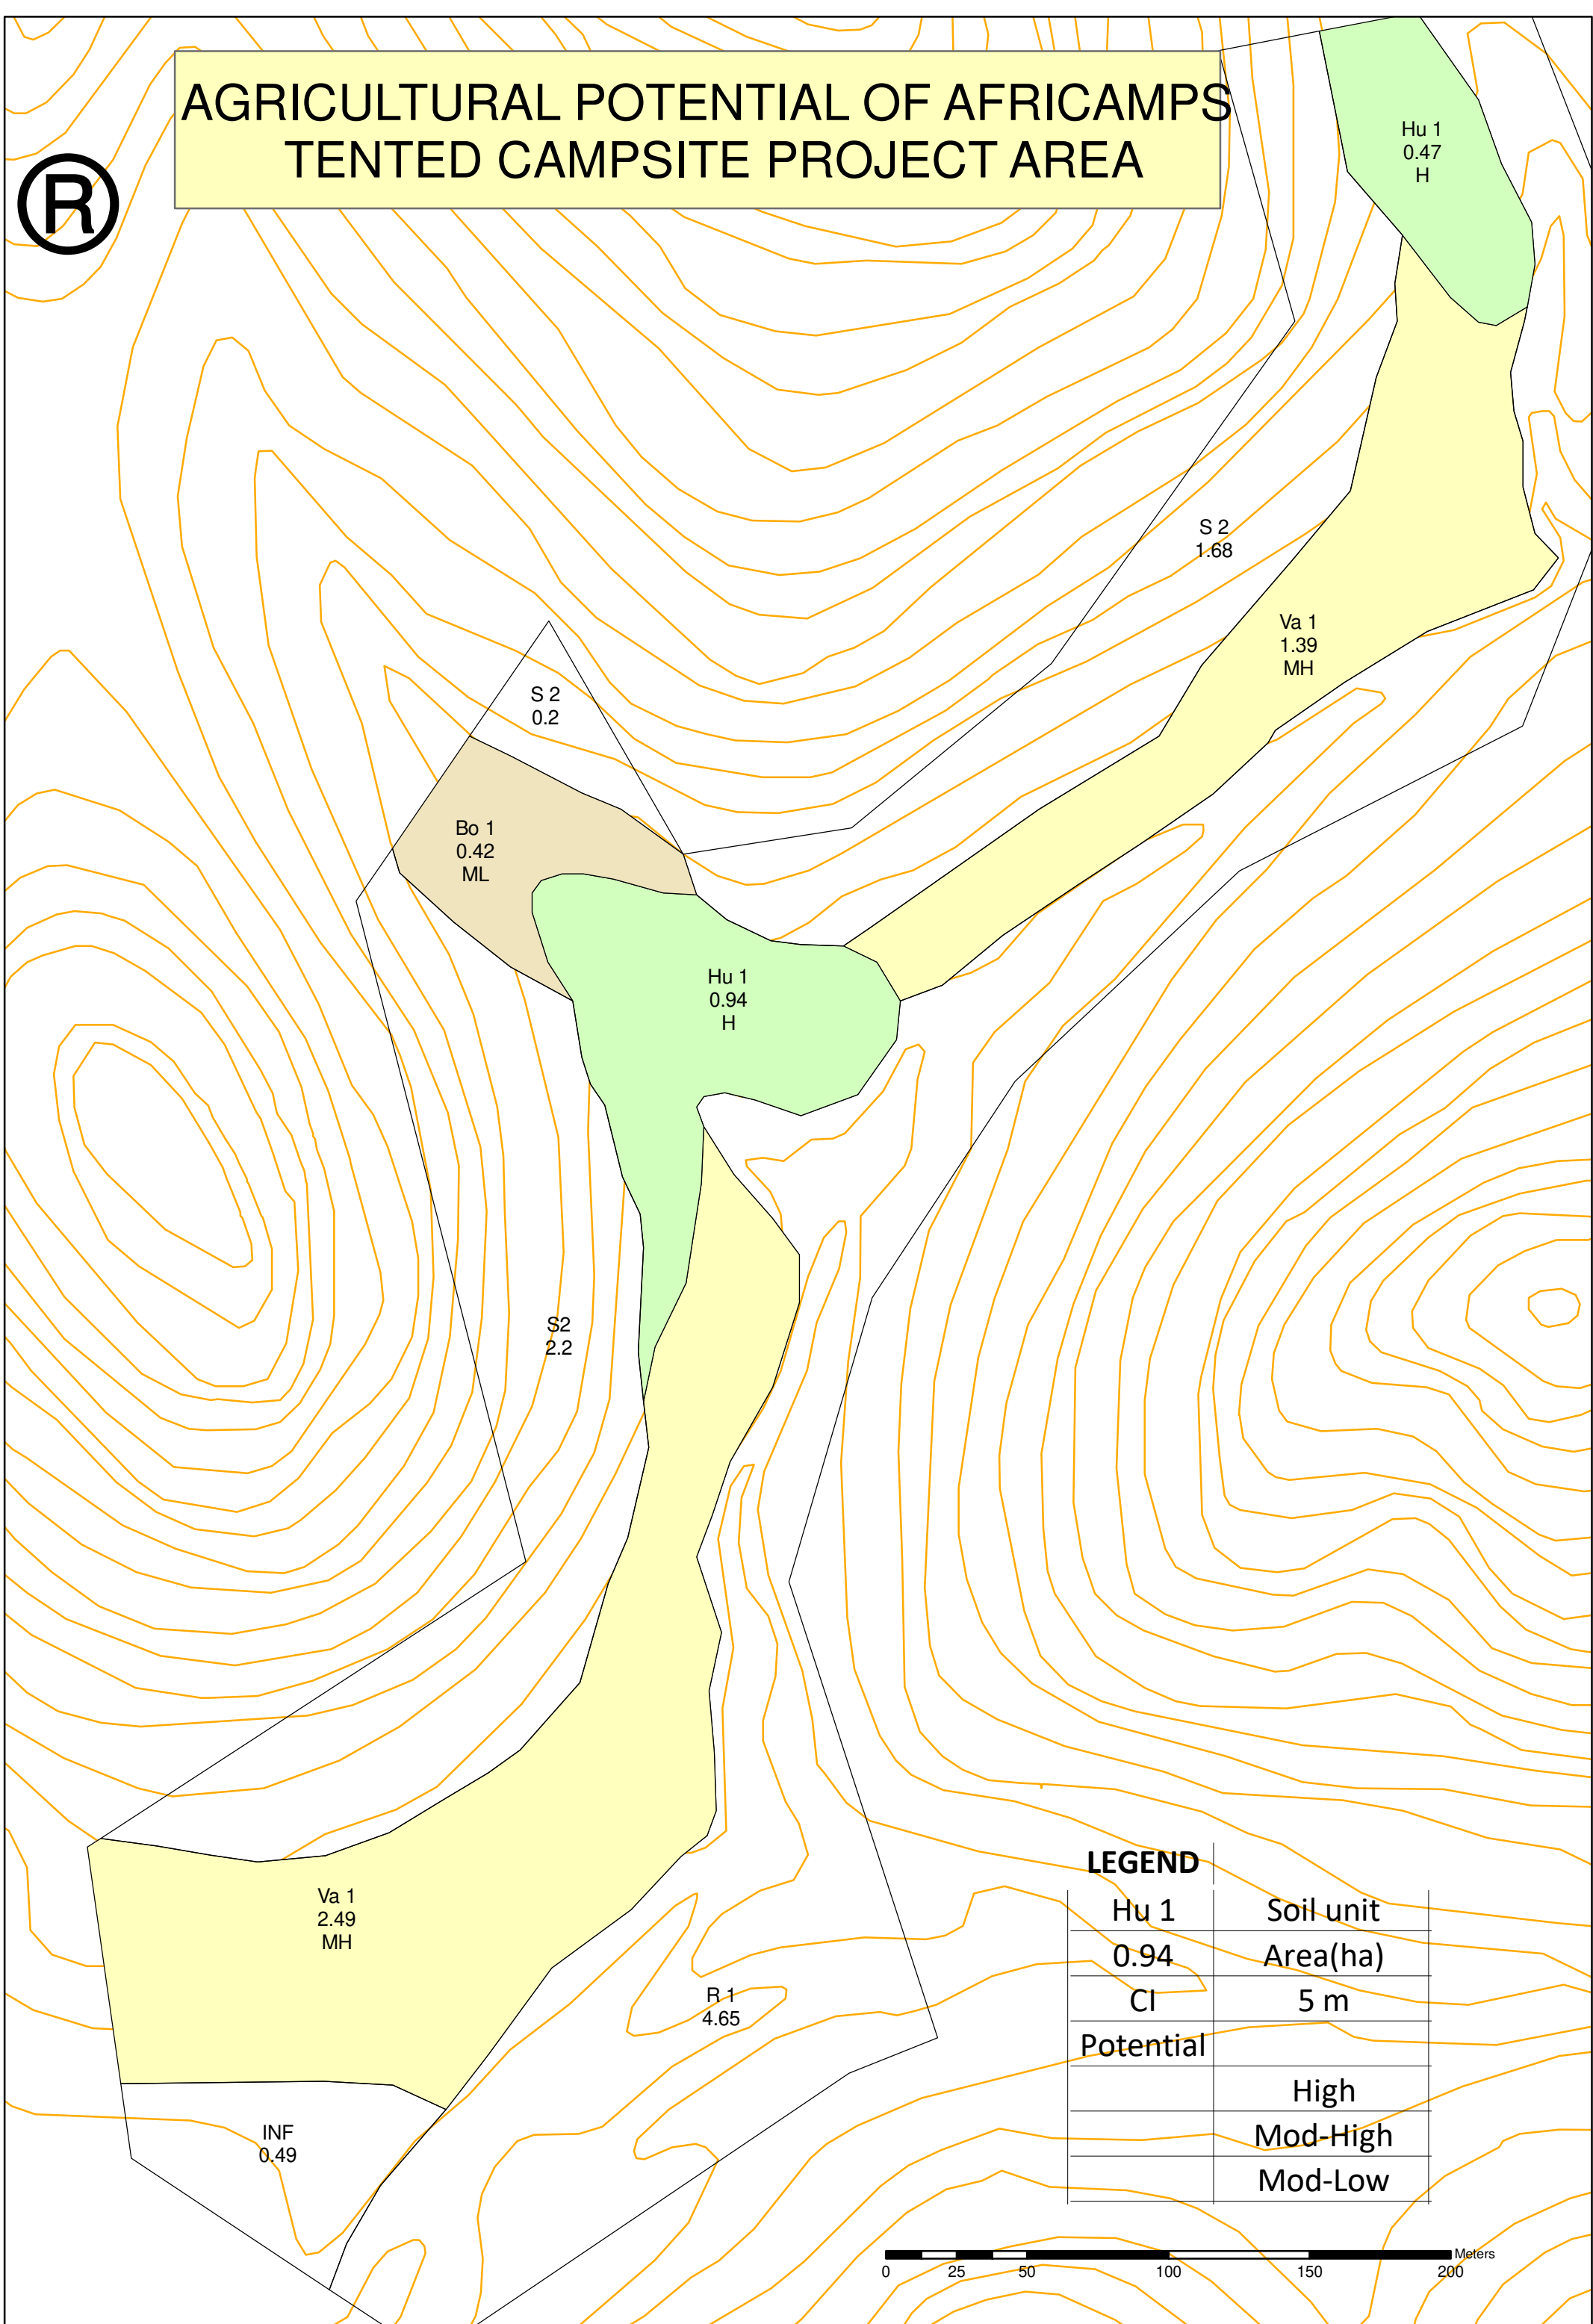 AGRICULTURAL POTENTIAL OF AFRICAMPS
TENTED CAMPSITE PROJECT AREA
®
Hu 1
0.47
H
S 2
1.68
Va 1
1.39
MH
S 2
0.2
Bo 1
0.42
ML
Hu 1
0.94
H
S2
2.2
Va 1
2.49
MH
R 1
4.65
INF
0.49
LEGEND
Hu 1 Soil unit
0.94 Area(ha)
CI 5 m
Potential
High
Mod-High
Mod-Low
Meters
0 25 50 100 150 200